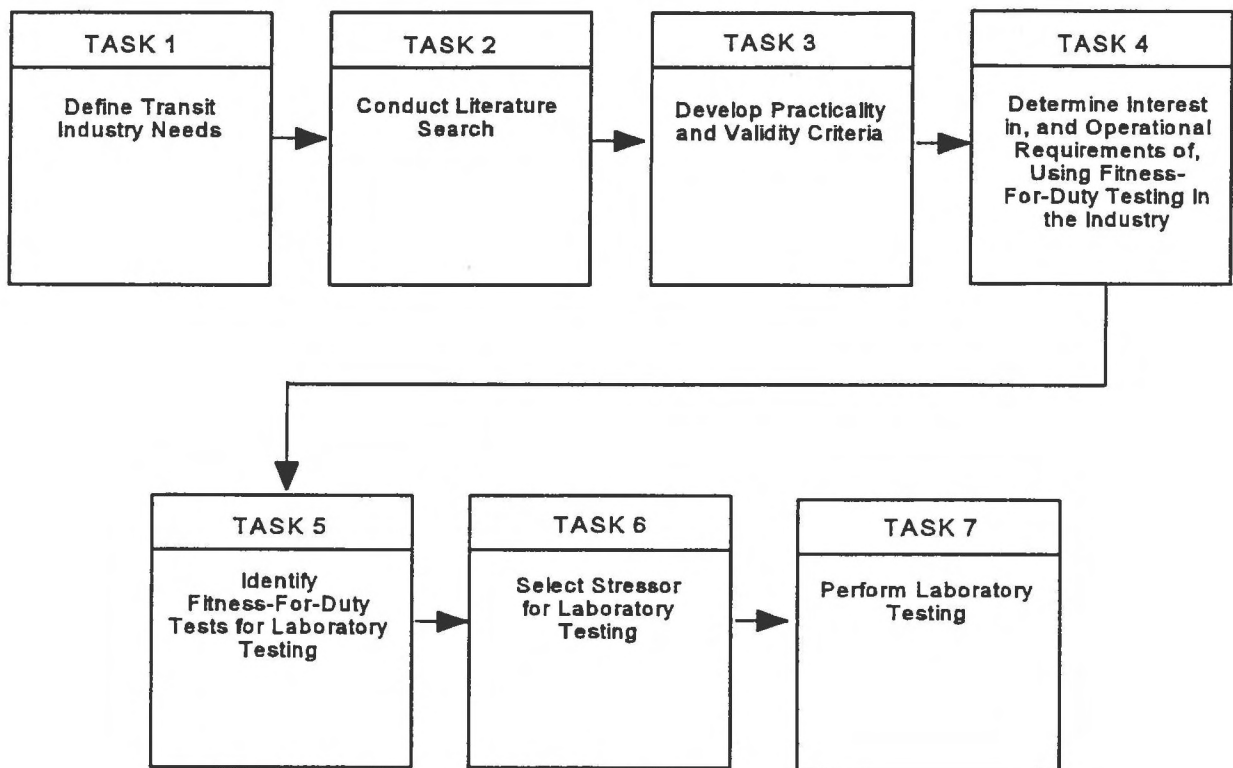 TASK 1
Define Transit
Industry Needs
TASK 2
Conduct Literature
Search
TASK 3
Develop Practicality
and Validity Criteria
TASK 4
Determine Interest
in, and Operational
Requirements of,
Using Fitness-
For-Duty Testing in
the Industry
TASK 5
Identify
Fitness-For-Duty
Tests for Laboratory
Testing
TASK 6
Select Stressor
for Laboratory
Testing
TASK 7
Perform Laboratory
Testing